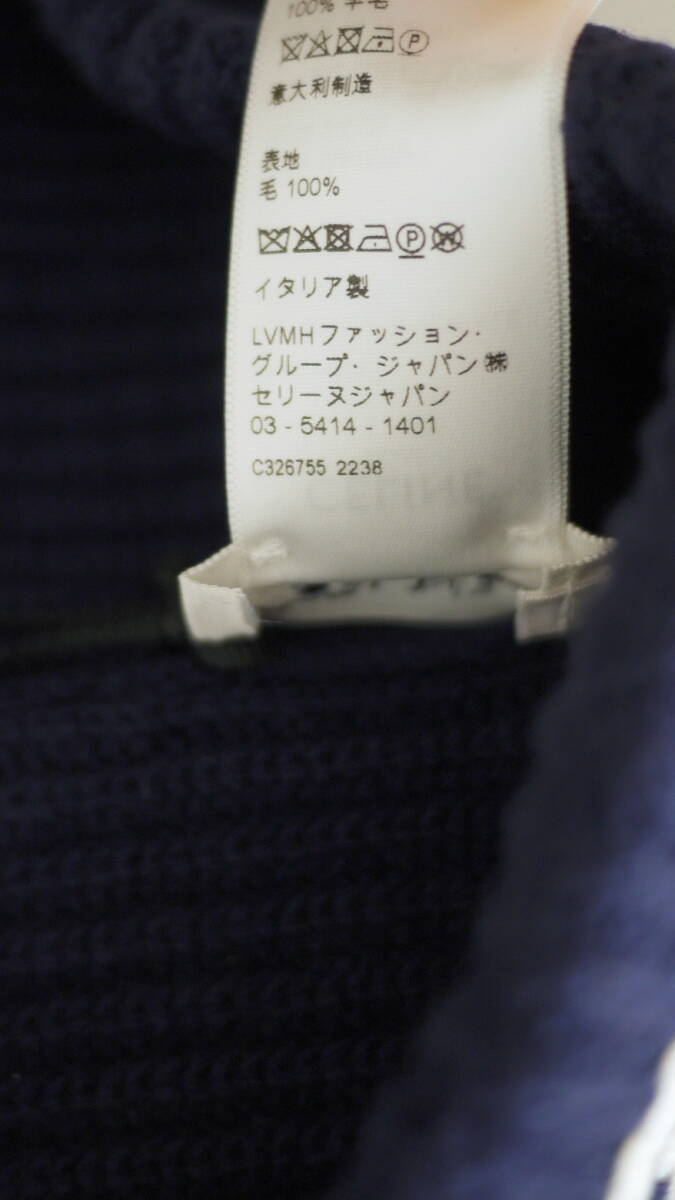 100% 羊毛
意大利制造
表地
毛 100%
イタリア製
LVMHファッション・
グループ・ジャパン㈱
セリーヌジャパン
03 - 5414 - 1401
C326755 2238